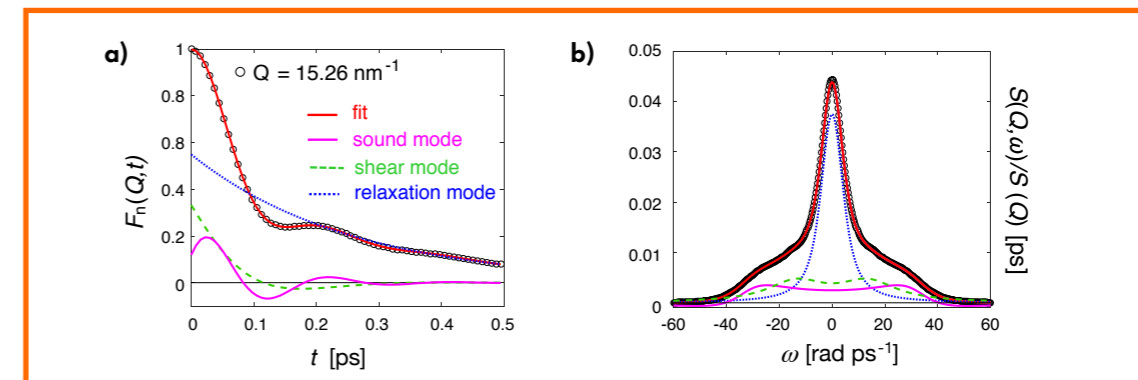 a)
1
0.8
0.6
0.4
0.2
0
Fn(Q,t)
○ Q = 15.26 nm⁻¹
fit
sound mode
shear mode
relaxation mode
0 0.1 0.2 0.3 0.4 0.5
t [ps]
b)
0.05
0.04
0.03
0.02
0.01
0
S(Q,ω)/S (Q) [ps]
-60 -40 -20 0 20 40 60
ω [rad ps⁻¹]